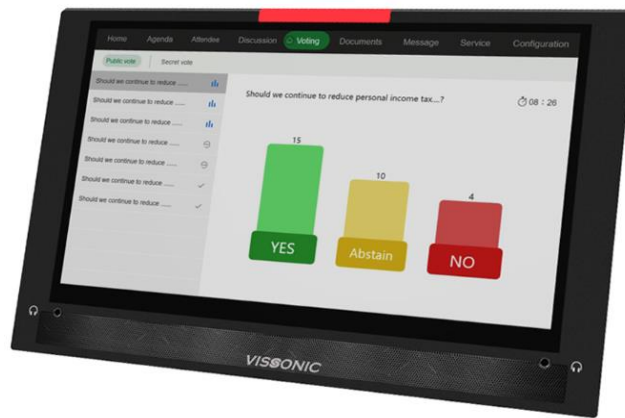 Home Agenda Attendee Discussion Voting Documents Message Service Configuration
Public vote Secret vote
Should we continue to reduce ......
Should we continue to reduce ......
Should we continue to reduce ......
Should we continue to reduce ......
Should we continue to reduce ......
Should we continue to reduce ......
Should we continue to reduce ......
Should we continue to reduce personal income tax...?
08 : 26
15
10
4
YES
Abstain
NO
VISSONIC